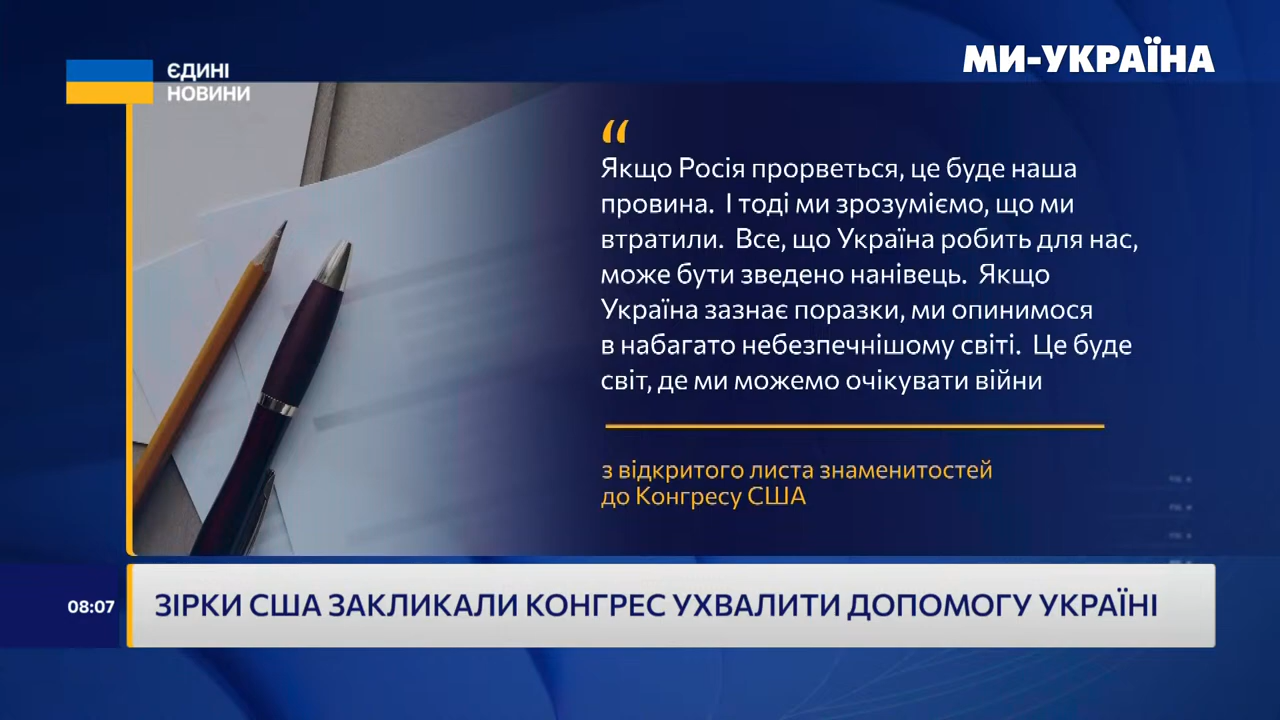 ЄДИНІ
НОВИНИ
МИ-УКРАЇНА
“
Якщо Росія прорветься, це буде наша
провина. І тоді ми зрозуміємо, що ми
втратили. Все, що Україна робить для нас,
може бути зведено нанівець. Якщо
Україна зазнає поразки, ми опинимося
в набагато небезпечнішому світі. Це буде
світ, де ми можемо очікувати війни
з відкритого листа знаменитостей
до Конгресу США
08:07
ЗІРКИ США ЗАКЛИКАЛИ КОНГРЕС УХВАЛИТИ ДОПОМОГУ УКРАЇНІ